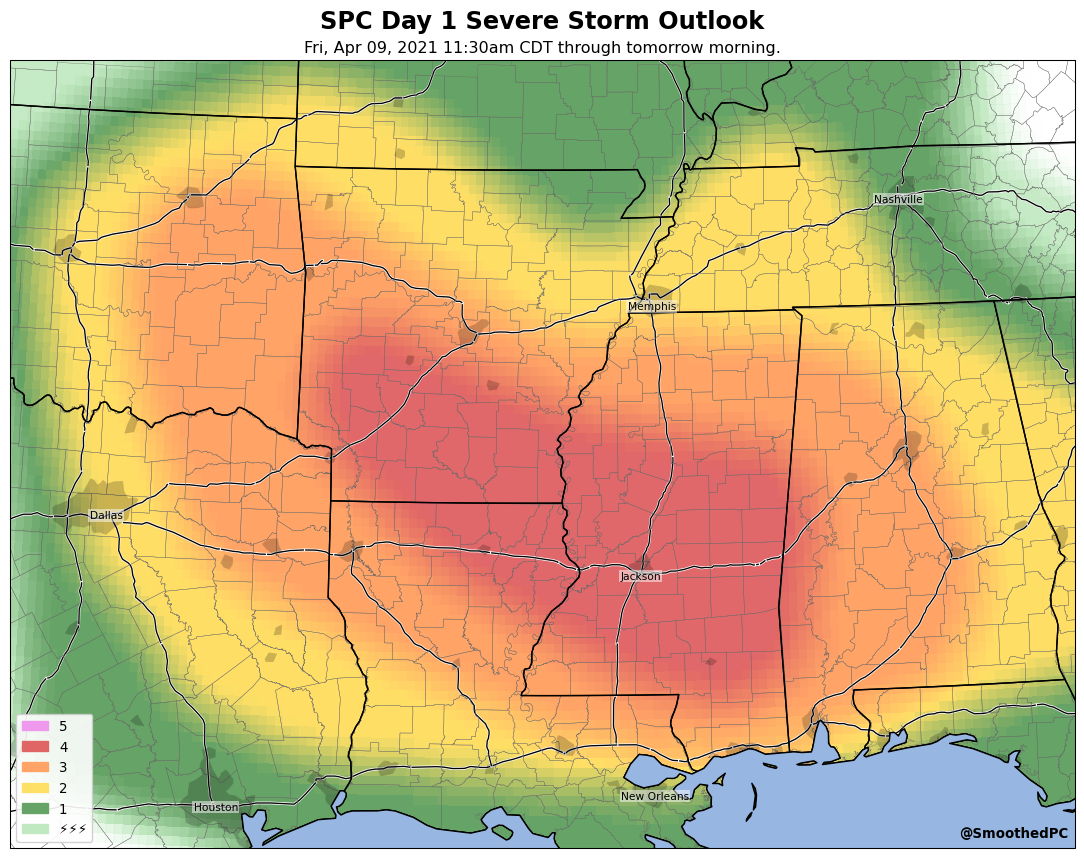 SPC Day 1 Severe Storm Outlook
Fri, Apr 09, 2021 11:30am CDT through tomorrow morning.
Nashville
Memphis
Dallas
Jackson
New Orleans
Houston
5
4
3
2
1
⚡⚡⚡
@SmoothedPC